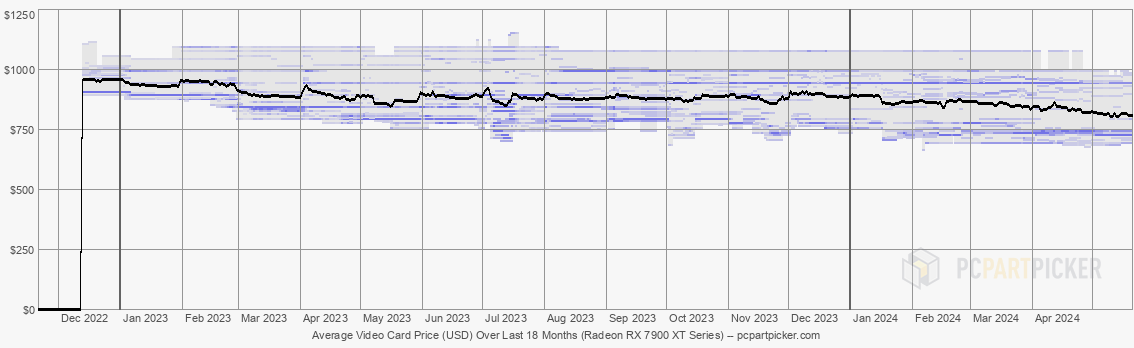 $1250
$1000
$750
$500
$250
$0
PCPARTPICKER
Dec 2022 Jan 2023 Feb 2023 Mar 2023 Apr 2023 May 2023 Jun 2023 Jul 2023 Aug 2023 Sep 2023 Oct 2023 Nov 2023 Dec 2023 Jan 2024 Feb 2024 Mar 2024 Apr 2024
Average Video Card Price (USD) Over Last 18 Months (Radeon RX 7900 XT Series) -- pcpartpicker.com